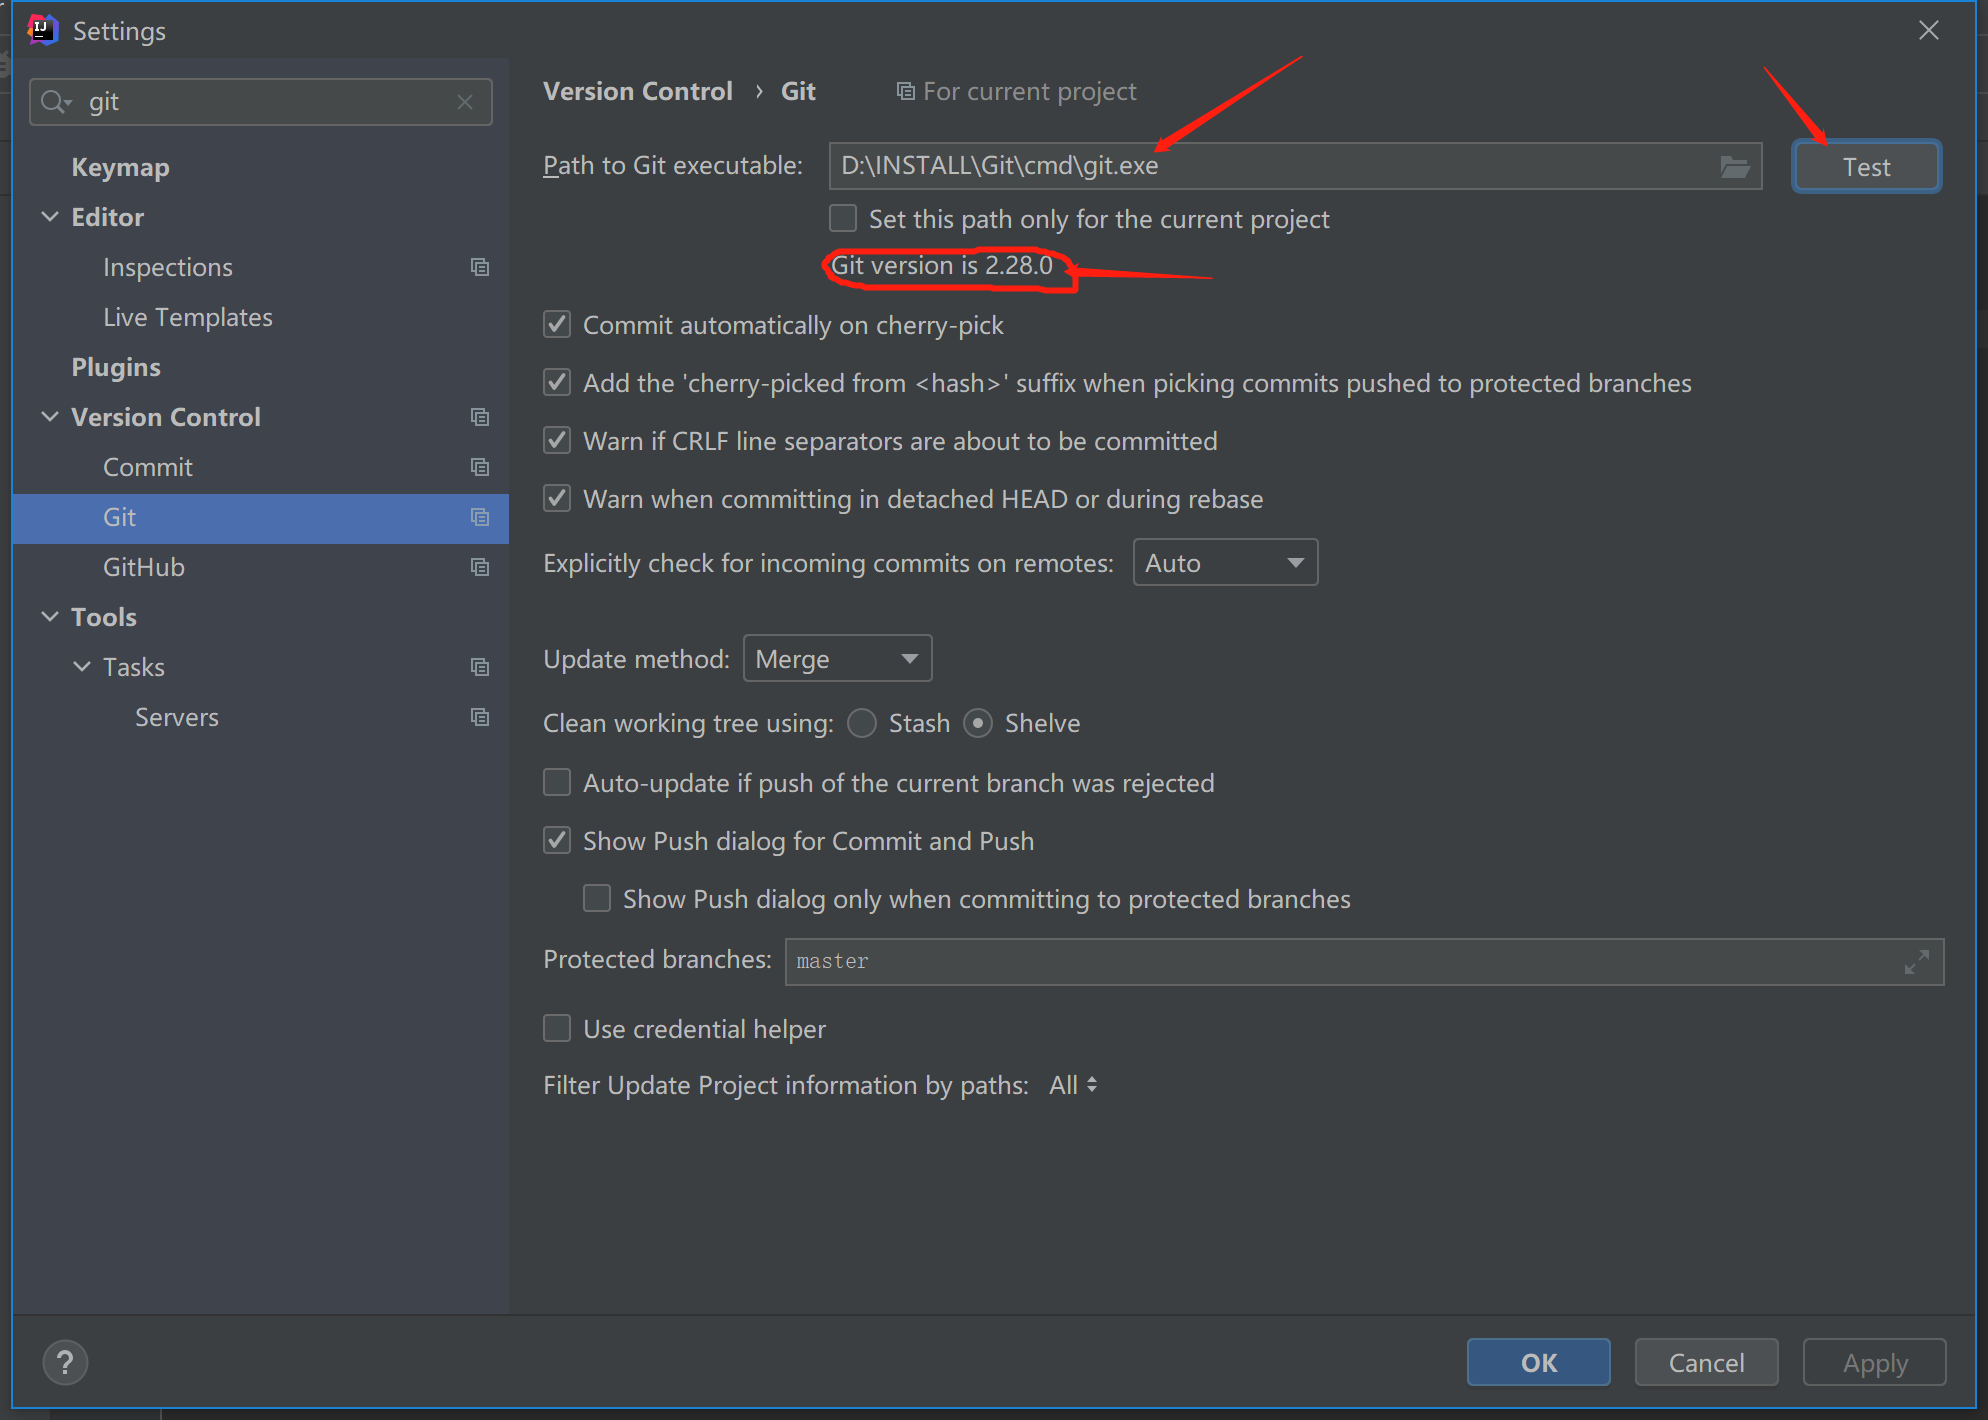 Settings
git
Keymap
Editor
Inspections
Live Templates
Plugins
Version Control
Commit
Git
GitHub
Tools
Tasks
Servers
Version Control › Git For current project
Path to Git executable: D:\INSTALL\Git\cmd\git.exe Test
Set this path only for the current project
Git version is 2.28.0
Commit automatically on cherry-pick
Add the 'cherry-picked from <hash>' suffix when picking commits pushed to protected branches
Warn if CRLF line separators are about to be committed
Warn when committing in detached HEAD or during rebase
Explicitly check for incoming commits on remotes: Auto
Update method: Merge
Clean working tree using: Stash Shelve
Auto-update if push of the current branch was rejected
Show Push dialog for Commit and Push
Show Push dialog only when committing to protected branches
Protected branches: master
Use credential helper
Filter Update Project information by paths: All
? OK Cancel Apply